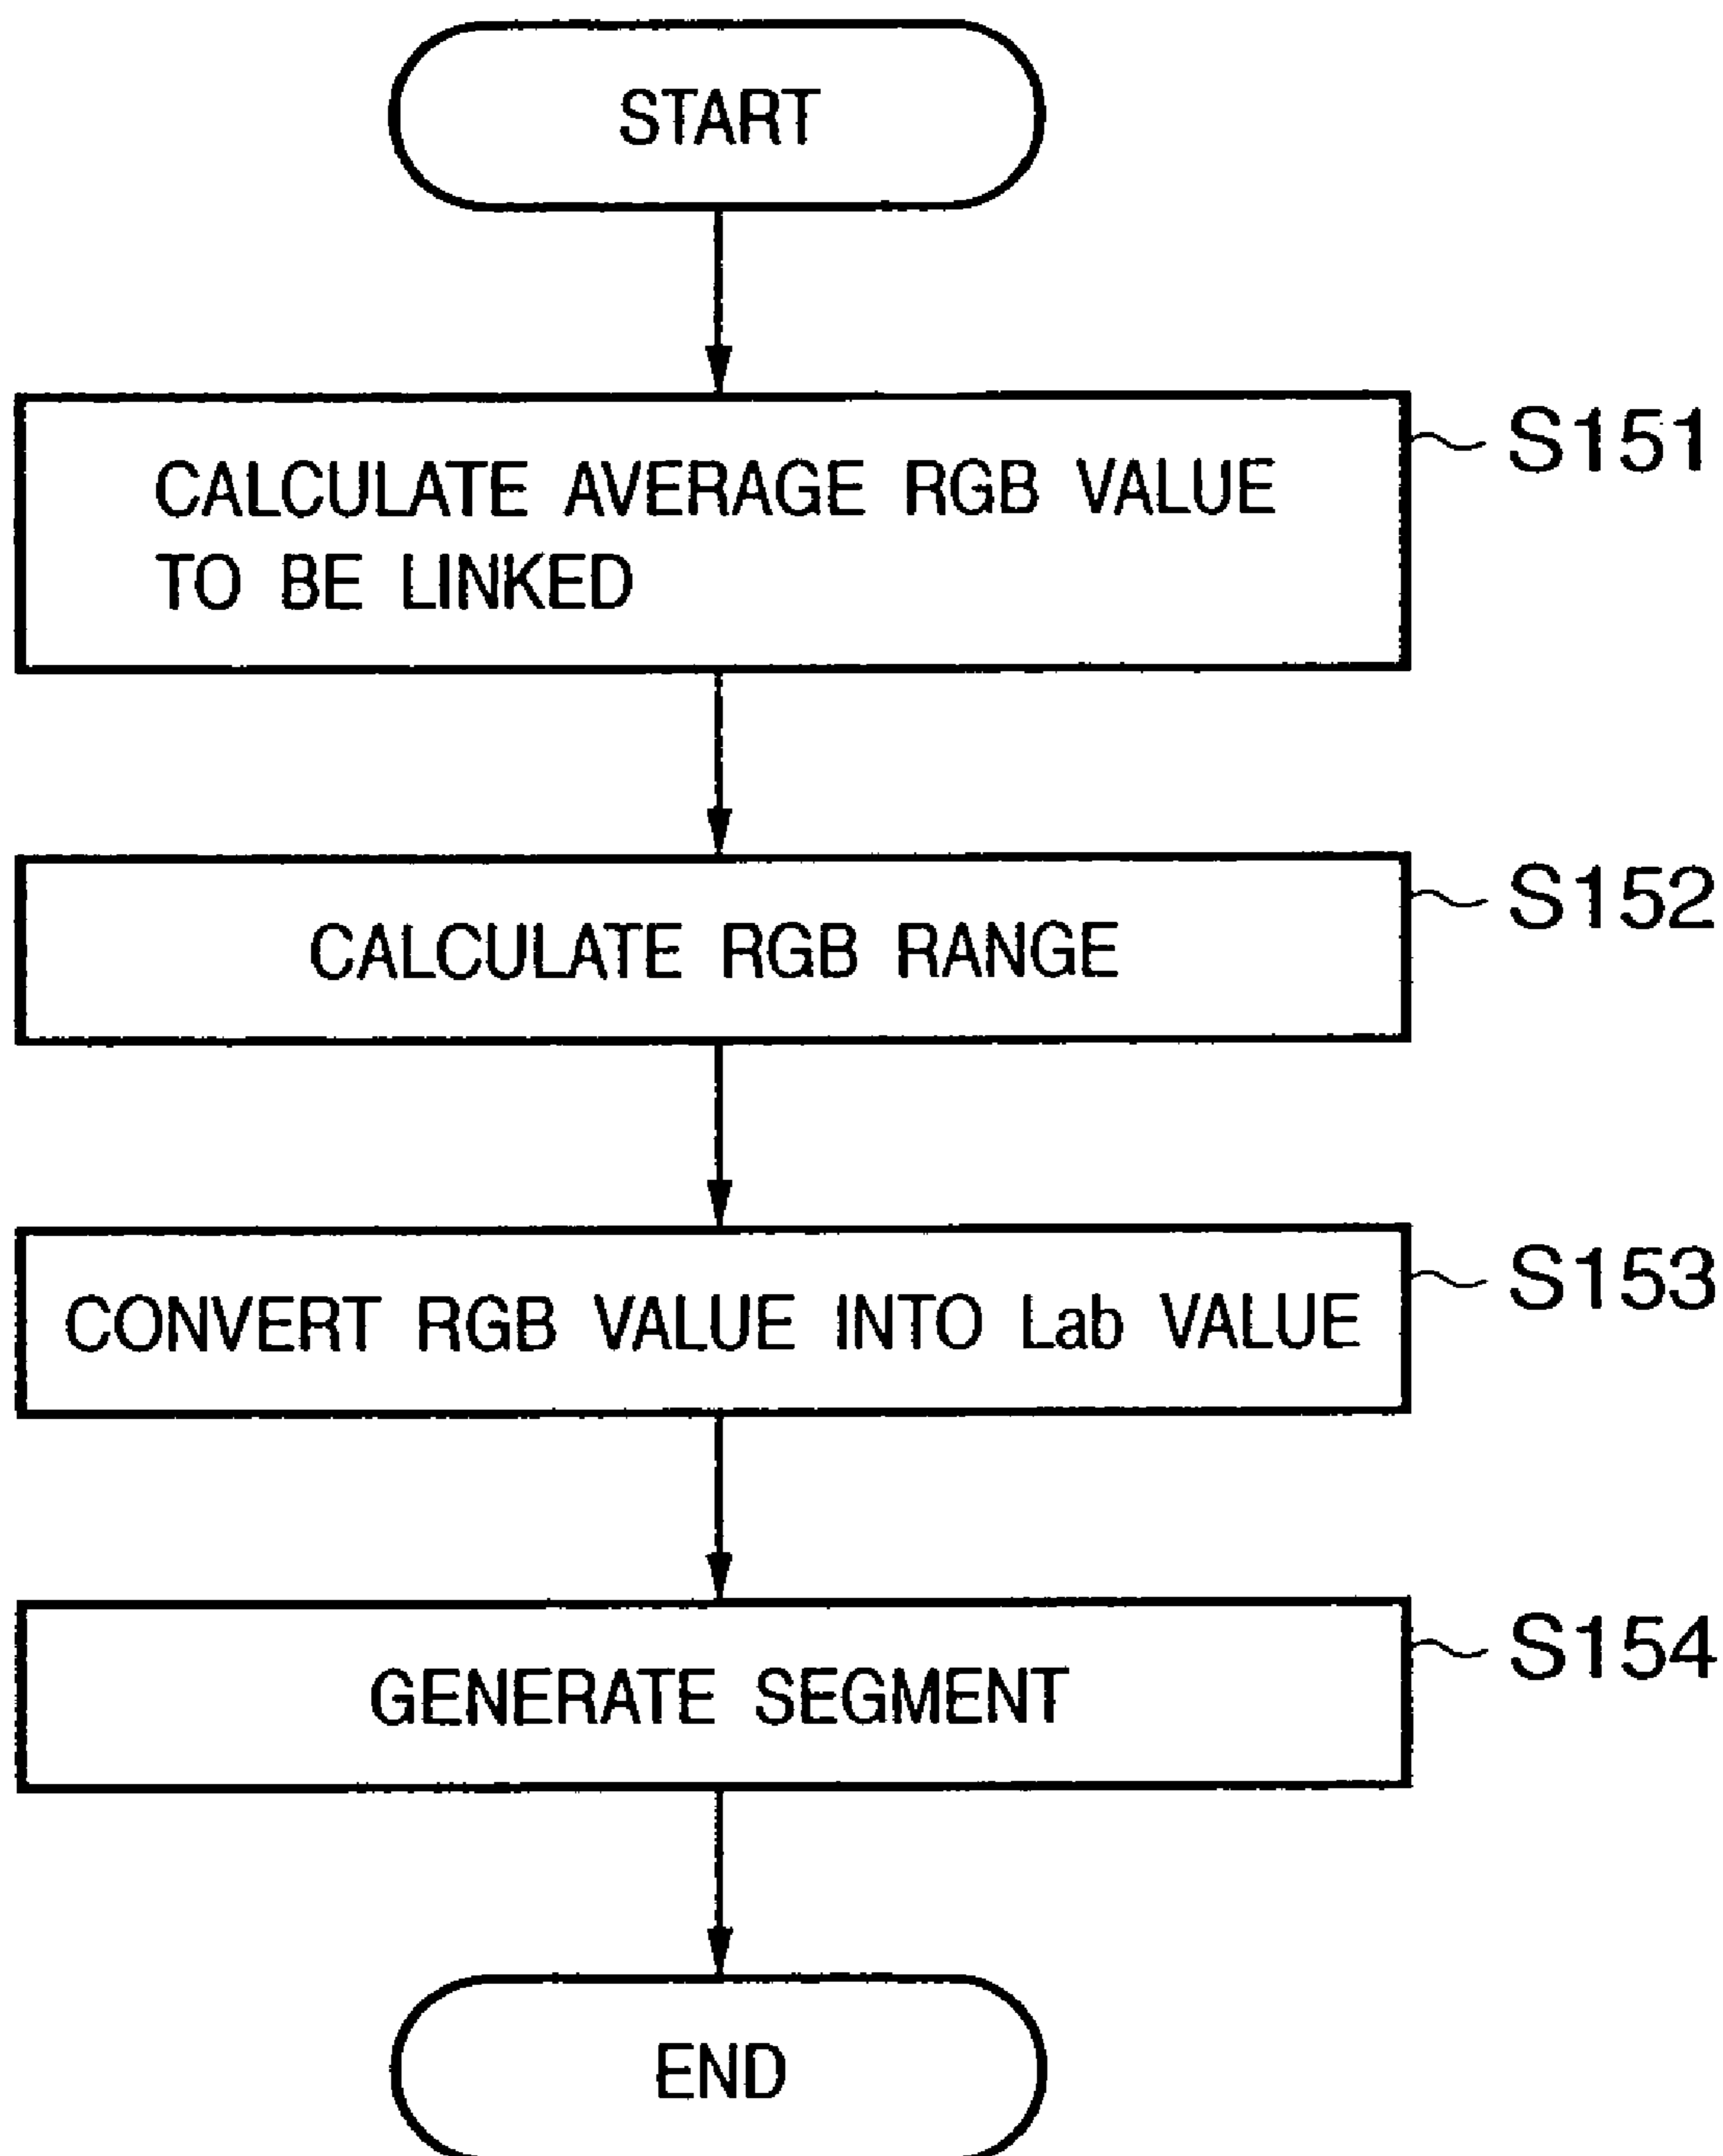 START
CALCULATE AVERAGE RGB VALUE
TO BE LINKED
S151
CALCULATE RGB RANGE
S152
CONVERT RGB VALUE INTO Lab VALUE
S153
GENERATE SEGMENT
S154
END